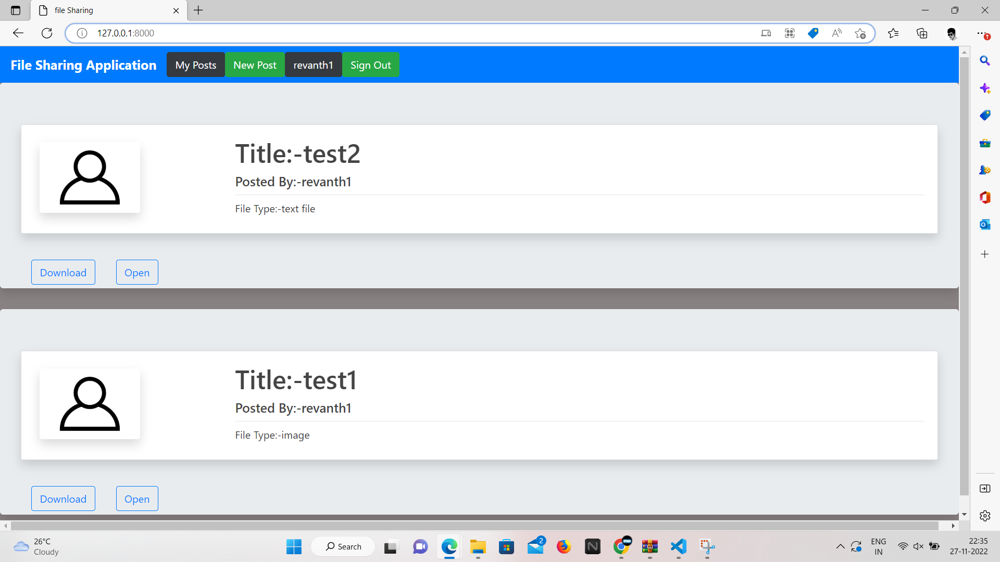 file Sharing
127.0.0.1:8000
File Sharing Application My Posts New Post revanth1 Sign Out
Title:-test2
Posted By:-revanth1
File Type:-text file
Download Open
Title:-test1
Posted By:-revanth1
File Type:-image
Download Open
26°C
Cloudy
Search
2
ENG
IN
22:35
27-11-2022